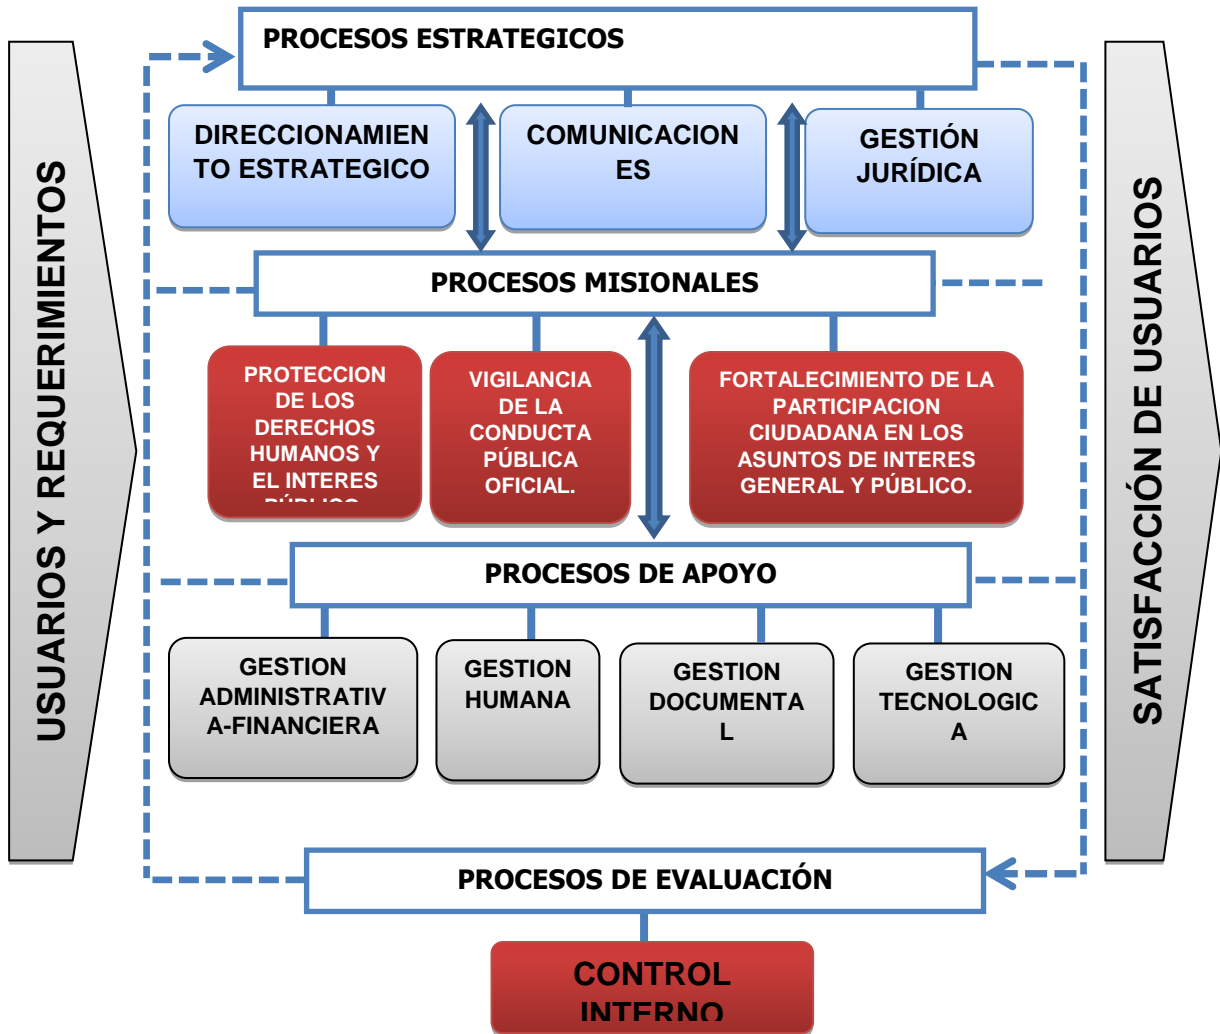 PROCESOS ESTRATEGICOS
DIRECCIONAMIEN
TO ESTRATEGICO
COMUNICACION
ES
GESTIÓN
JURÍDICA
USUARIOS Y REQUERIMIENTOS
SATISFACCIÓN DE USUARIOS
PROCESOS MISIONALES
PROTECCION
DE LOS
DERECHOS
HUMANOS Y
EL INTERES
PÚBLICO
VIGILANCIA
DE LA
CONDUCTA
PÚBLICA
OFICIAL.
FORTALECIMIENTO DE LA
PARTICIPACION
CIUDADANA EN LOS
ASUNTOS DE INTERES
GENERAL Y PÚBLICO.
PROCESOS DE APOYO
GESTION
ADMINISTRATIV
A-FINANCIERA
GESTION
HUMANA
GESTION
DOCUMENTA
L
GESTION
TECNOLOGIC
A
PROCESOS DE EVALUACIÓN
CONTROL
INTERNO